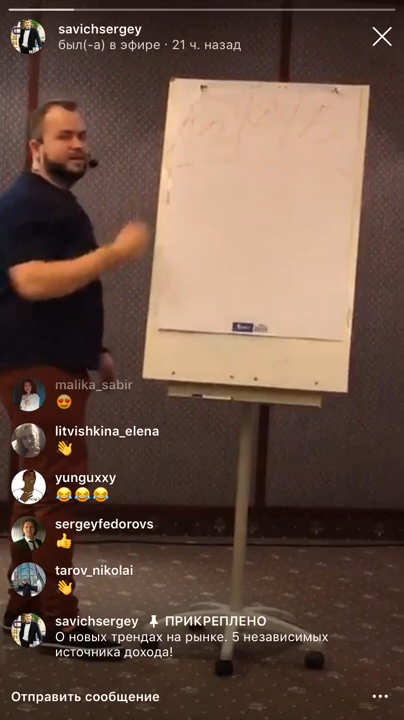 savichsergey
был(-а) в эфире · 21 ч. назад
malika_sabir
litvishkina_elena
yunguxxy
sergeyfedorovs
tarov_nikolai
savichsergey ПРИКРЕПЛЕНО
О новых трендах на рынке. 5 независимых
источника дохода!
Отправить сообщение